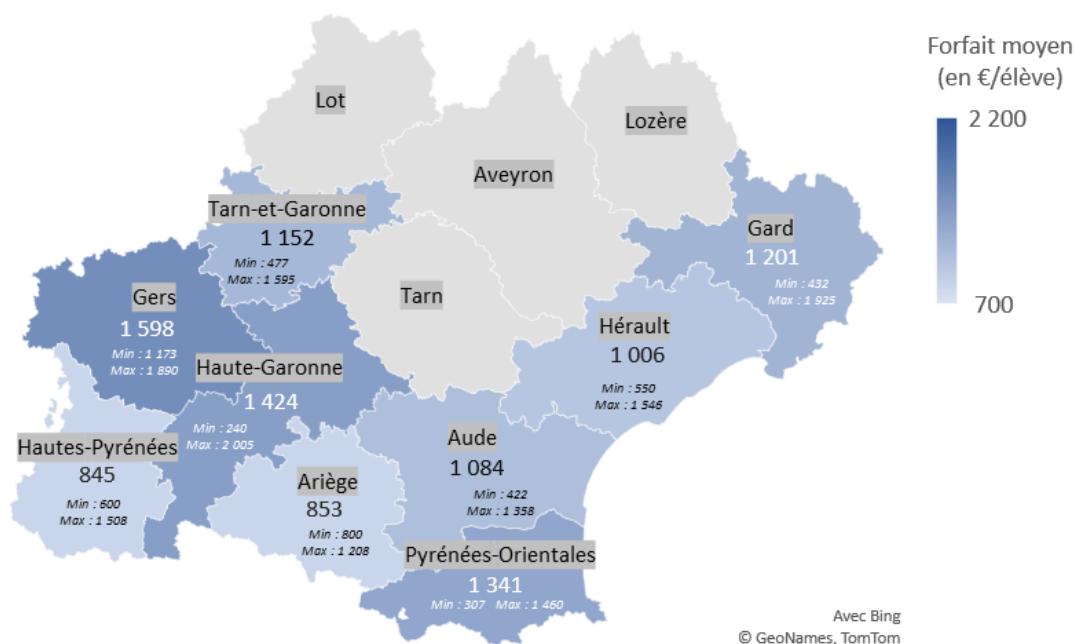 Forfait moyen
(en €/élève)
2 200
700
Lot
Lozère
Aveyron
Tarn-et-Garonne
1 152
Min : 477
Max : 1 595
Gard
1 201
Min : 432
Max : 1 925
Gers
1 598
Min : 1 173
Max : 1 890
Tarn
Hérault
1 006
Min : 550
Max : 1 546
Haute-Garonne
1 424
Min : 240
Max : 2 005
Hautes-Pyrénées
845
Min : 600
Max : 1 508
Ariège
853
Min : 800
Max : 1 208
Aude
1 084
Min : 422
Max : 1 358
Pyrénées-Orientales
1 341
Min : 307 Max : 1 460
Avec Bing
© GeoNames, TomTom